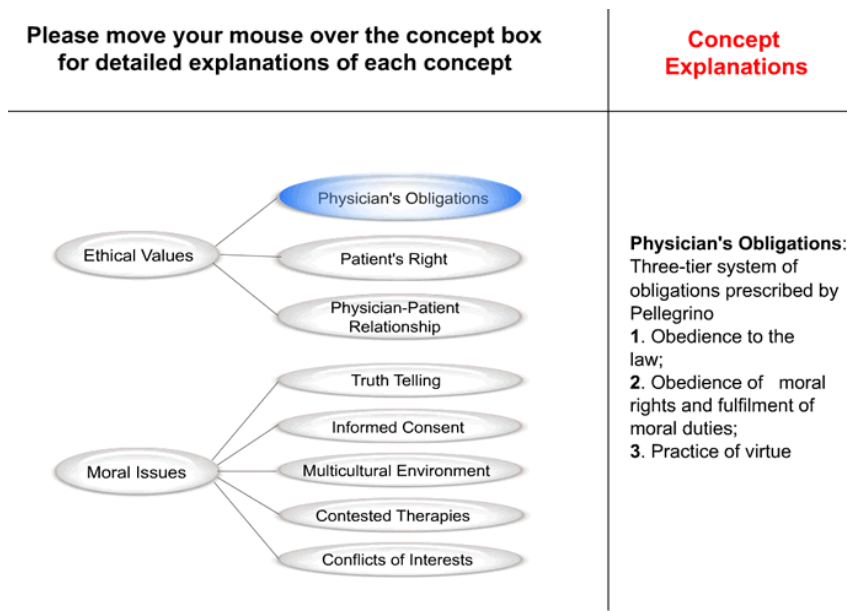 Please move your mouse over the concept box
for detailed explanations of each concept
Concept
Explanations
Ethical Values
Physician's Obligations
Patient's Right
Physician-Patient
Relationship
Moral Issues
Truth Telling
Informed Consent
Multicultural Environment
Contested Therapies
Conflicts of Interests
Physician's Obligations:
Three-tier system of
obligations prescribed by
Pellegrino
1. Obedience to the
law;
2. Obedience of moral
rights and fulfilment of
moral duties;
3. Practice of virtue